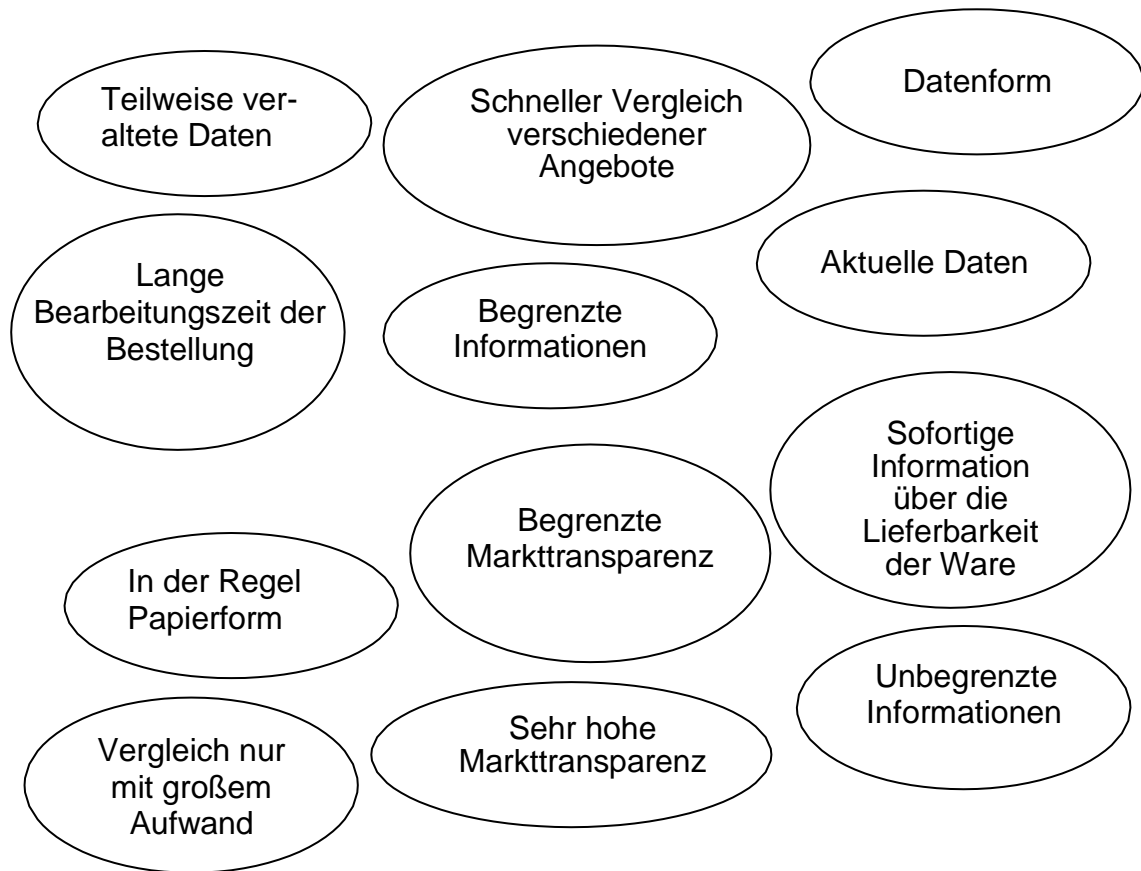 Teilweise ver-
altete Daten
Schneller Vergleich
verschiedener
Angebote
Datenform
Lange
Bearbeitungszeit der
Bestellung
Begrenzte
Informationen
Aktuelle Daten
Sofortige
Information
über die
Lieferbarkeit
der Ware
Begrenzte
Markttransparenz
In der Regel
Papierform
Unbegrenzte
Informationen
Vergleich nur
mit großem
Aufwand
Sehr hohe
Markttransparenz